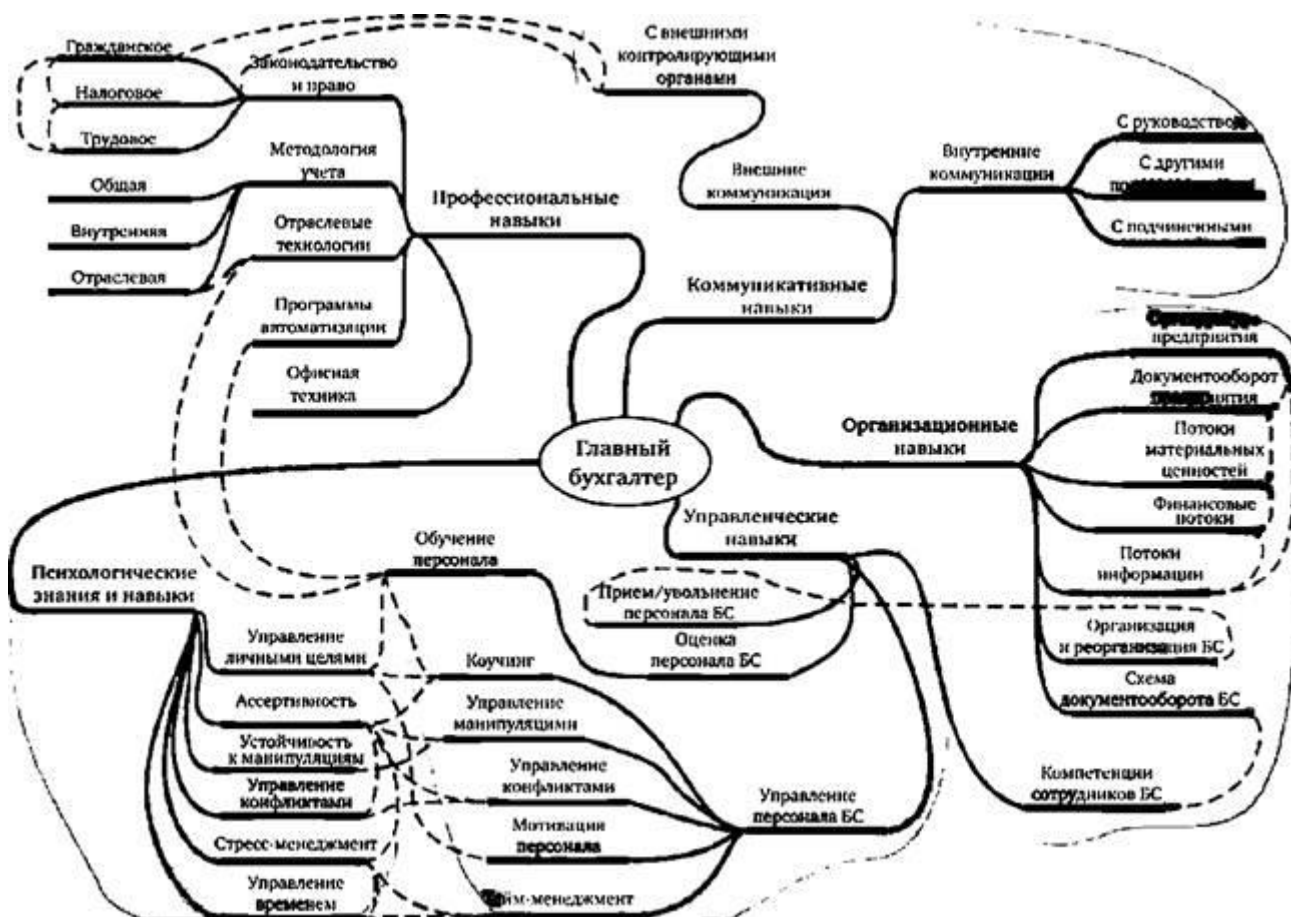 Гражданское
Налоговое
Трудовое
Законодательство
и право
Общая
Внутренняя
Отраслевая
Методология
учета
Отраслевые
технологии
Программы
автоматизации
Офисная
техника
Профессиональные
навыки
С внешними
контролирующими
органами
Внешние
коммуникации
Внутренние
коммуникации
С руководством
С другими
С подчиненными
Коммуникативные
навыки
Главный
бухгалтер
Организационные
навыки
предприятия
Документооборот
Потоки
материальных
ценностей
Финансовые
потоки
Потоки
информации
Организация
и реорганизация БС
Схема
документооборота БС
Управленческие
навыки
Прием/увольнение
персонала БС
Оценка
персонала БС
Обучение
персонала
Компетенции
сотрудников БС
Управление
персонала БС
Коучинг
Управление
манипуляциями
Управление
конфликтами
Мотивация
персонала
Тайм-менеджмент
Психологические
знания и навыки
Управление
личными целями
Ассертивность
Устойчивость
к манипуляциям
Управление
конфликтами
Стресс-менеджмент
Управление
временем